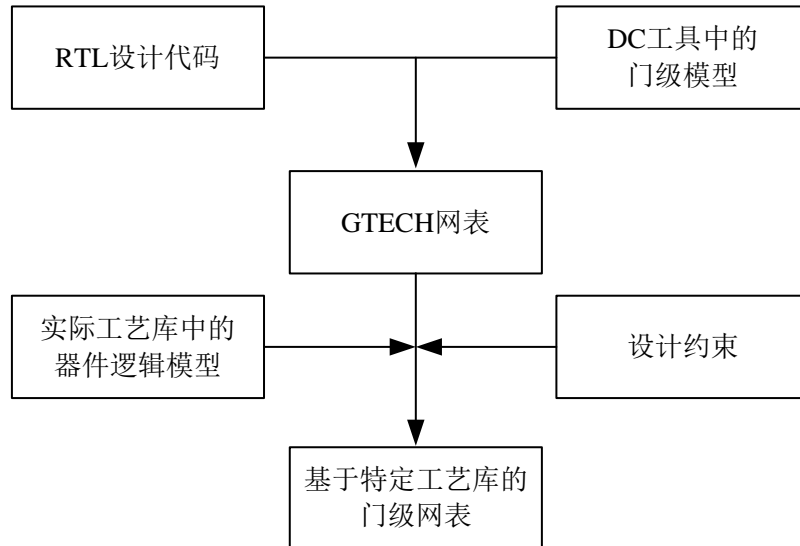 RTL设计代码
DC工具中的
门级模型
GTECH网表
实际工艺库中的
器件逻辑模型
设计约束
基于特定工艺库的
门级网表